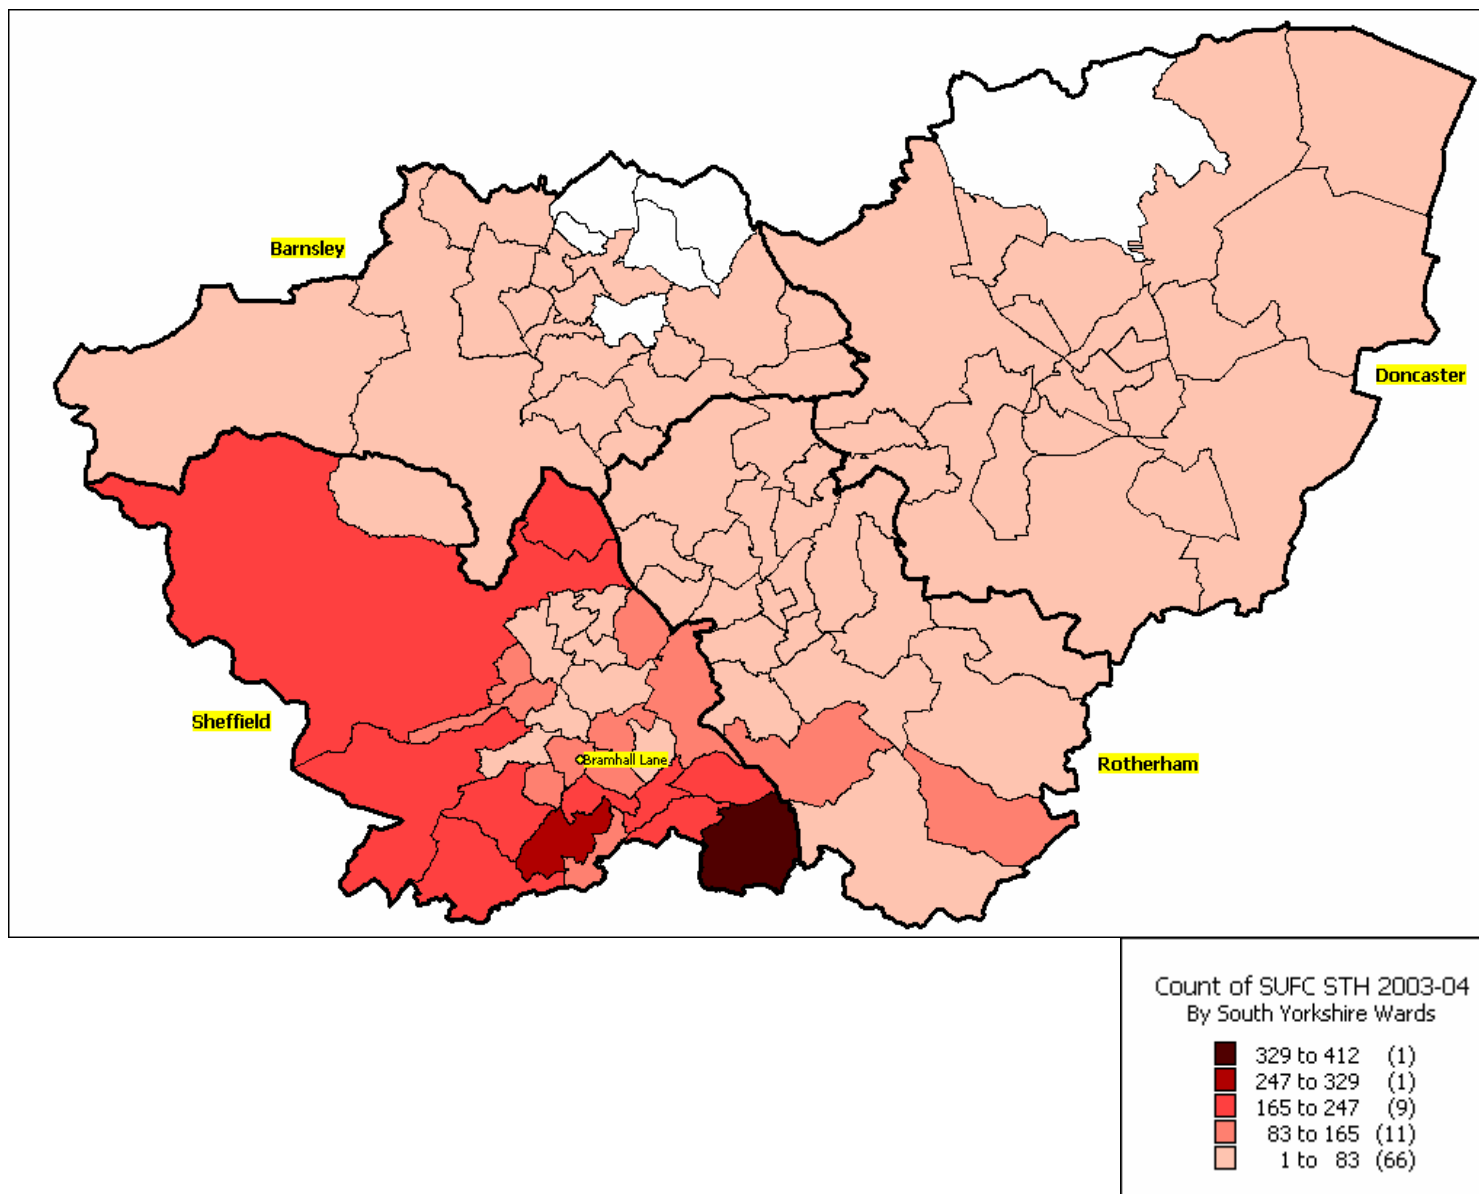 Barnsley
Doncaster
Sheffield
Bramhall Lane
Rotherham
Count of SUFC STH 2003-04
By South Yorkshire Wards
329 to 412 (1)
247 to 329 (1)
165 to 247 (9)
83 to 165 (11)
1 to 83 (66)